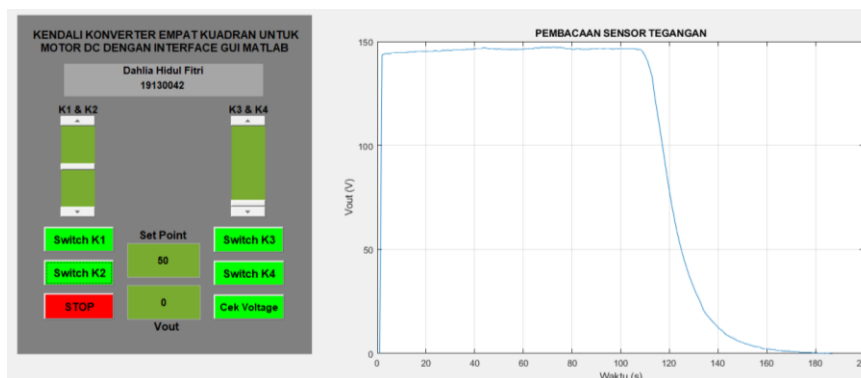 KENDALI KONVERTER EMPAT KUADRAN UNTUK
MOTOR DC DENGAN INTERFACE GUI MATLAB
Dahlia Hidul Fitri
19130042
K1 & K2
K3 & K4
Switch K1
Set Point
Switch K3
50
Switch K2
Switch K4
STOP
0
Cek Voltage
Vout
PEMBACAAN SENSOR TEGANGAN
Vout (V)
150
100
50
0
0 20 40 60 80 100 120 140 160 180 200
Waktu (s)